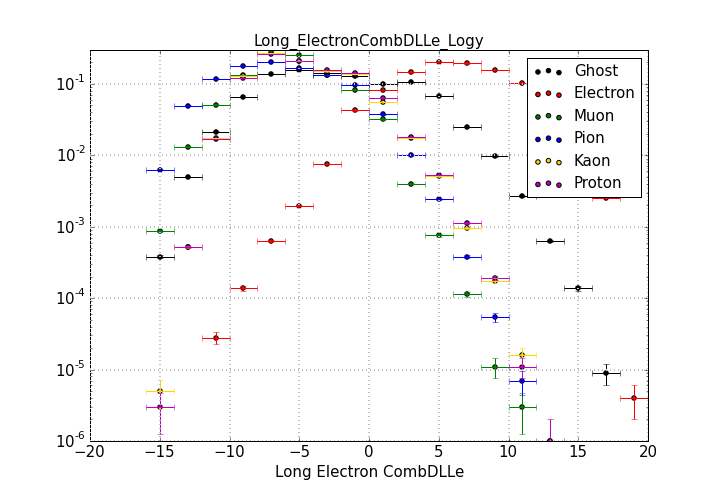 Long_ElectronCombDLLe_Logy
10^-1
10^-2
10^-3
10^-4
10^-5
10^-6
Ghost
Electron
Muon
Pion
Kaon
Proton
−20 −15 −10 −5 0 5 10 15 20
Long Electron CombDLLe